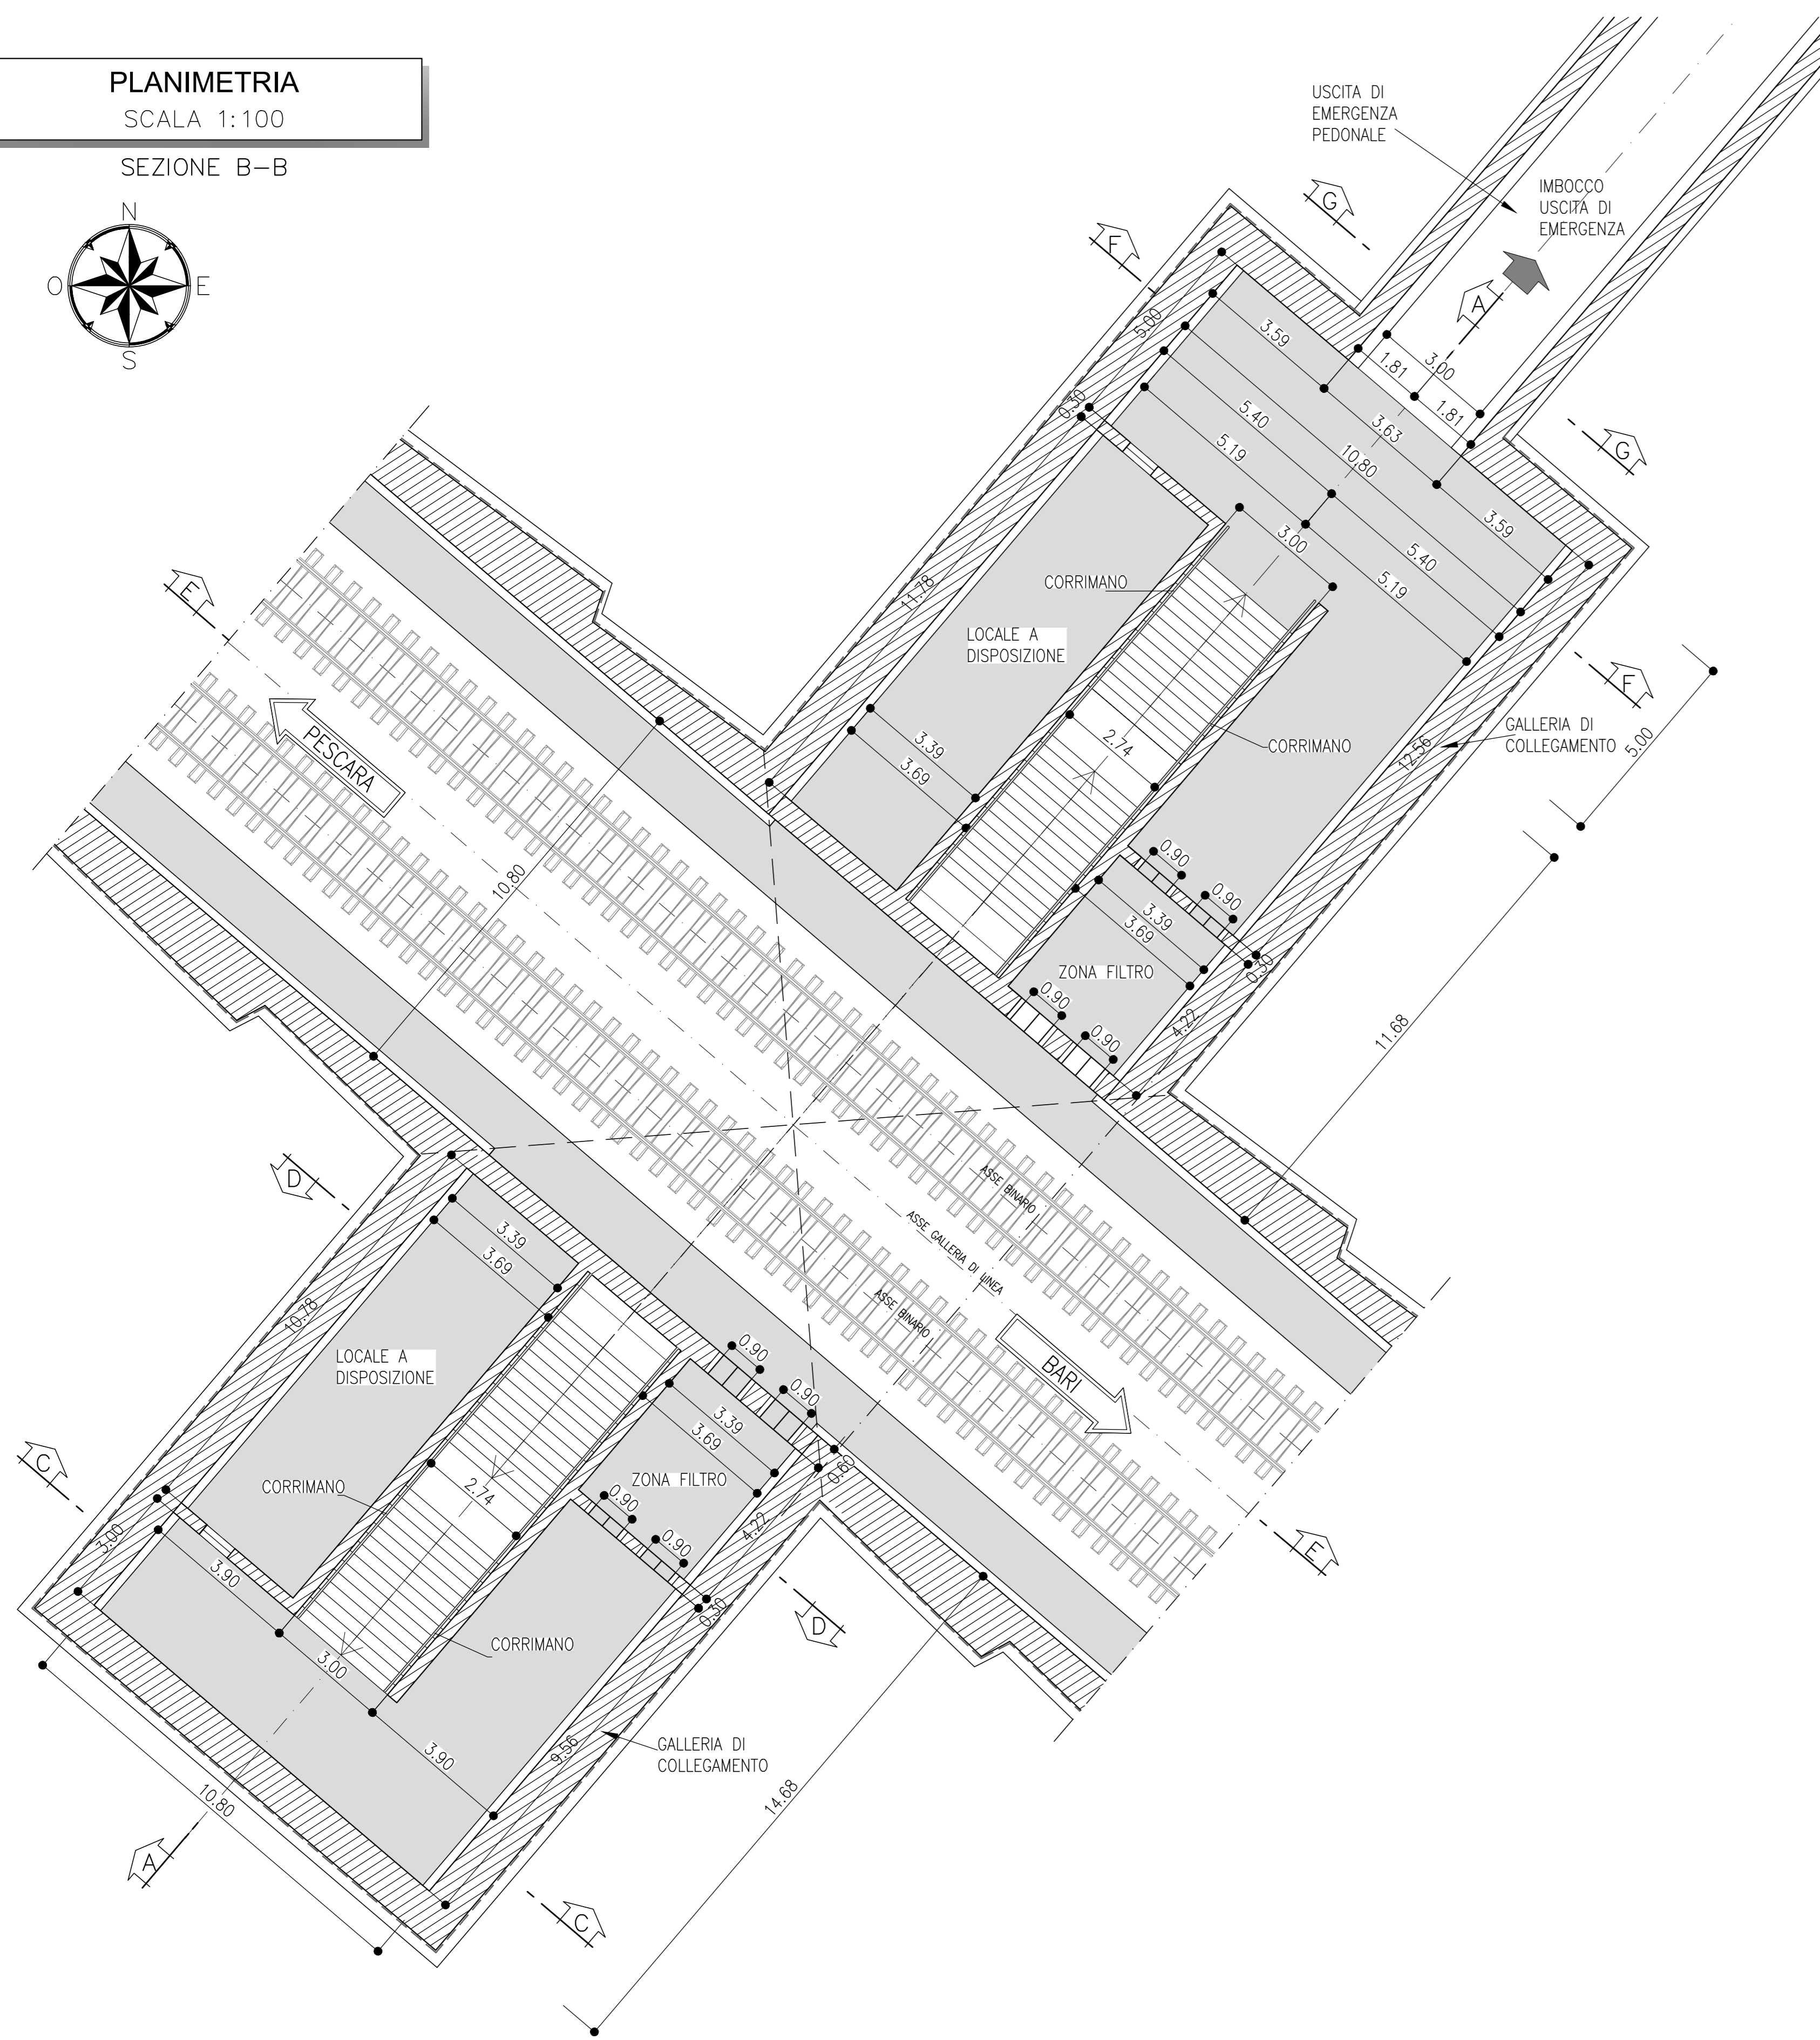 PLANIMETRIA
SCALA 1:100
SEZIONE B-B
N
O
E
S
USCITA DI
EMERGENZA
PEDONALE
IMBOCCO
USCITA DI
EMERGENZA
G
F
A
5.00
3.59
1.81
3.00
1.81
3.63
0.30
5.40
10.80
5.19
3.59
G
3.00
5.40
5.19
E
11.78
CORRIMANO
LOCALE A
DISPOSIZIONE
F
GALLERIA DI
COLLEGAMENTO
5.00
PESCARA
3.39
3.69
2.74
CORRIMANO
12.56
10.80
0.90
0.90
3.39
3.69
ZONA FILTRO
0.30
0.90
0.90
4.22
11.68
D
ASSE BINARIO
ASSE GALLERIA DI LINEA
ASSE BINARIO
3.39
3.69
10.78
LOCALE A
DISPOSIZIONE
0.90
0.90
BARI
3.39
3.69
C
CORRIMANO
2.74
ZONA FILTRO
0.60
0.90
0.90
4.22
E
3.00
3.90
0.30
D
3.00
CORRIMANO
3.90
9.56
GALLERIA DI
COLLEGAMENTO
10.80
14.68
A
C